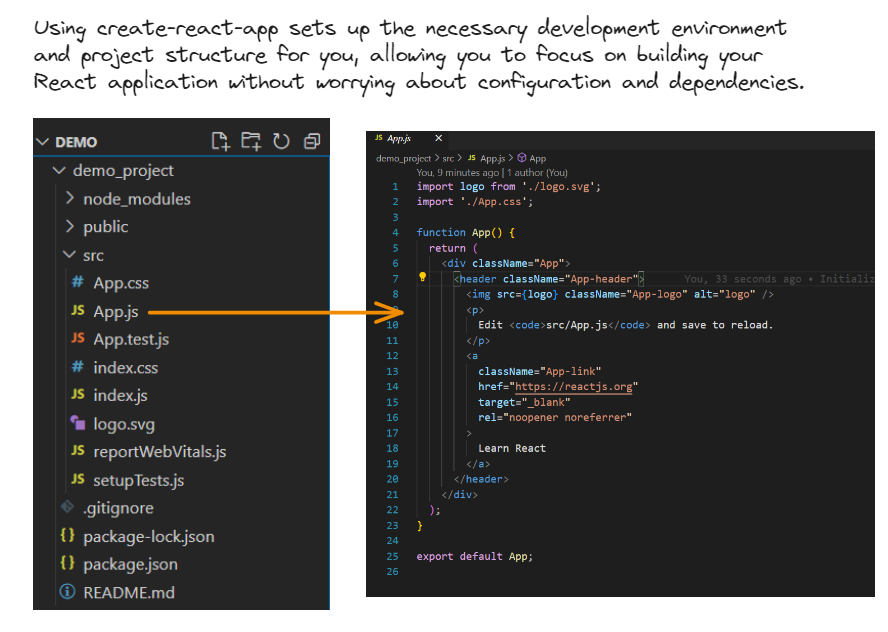 Using create-react-app sets up the necessary development environment
and project structure for you, allowing you to focus on building your
React application without worrying about configuration and dependencies.
DEMO
demo_project
node_modules
public
src
# App.css
JS App.js
JS App.test.js
# index.css
JS index.js
logo.svg
JS reportWebVitals.js
JS setupTests.js
.gitignore
{} package-lock.json
{} package.json
README.md
JS App.js X
demo_project > src > JS App.js > App
You, 9 minutes ago | 1 author (You)
1 import logo from './logo.svg';
2 import './App.css';
3
4 function App() {
5 return (
6 <div className="App">
7 <header className="App-header"> You, 33 seconds ago • Initializ
8 <img src={logo} className="App-logo" alt="logo" />
9 <p>
10 Edit <code>src/App.js</code> and save to reload.
11 </p>
12 <a
13 className="App-link"
14 href="https://reactjs.org"
15 target="_blank"
16 rel="noopener noreferrer"
17 >
18 Learn React
19 </a>
20 </header>
21 </div>
22 );
23 }
24
25 export default App;
26